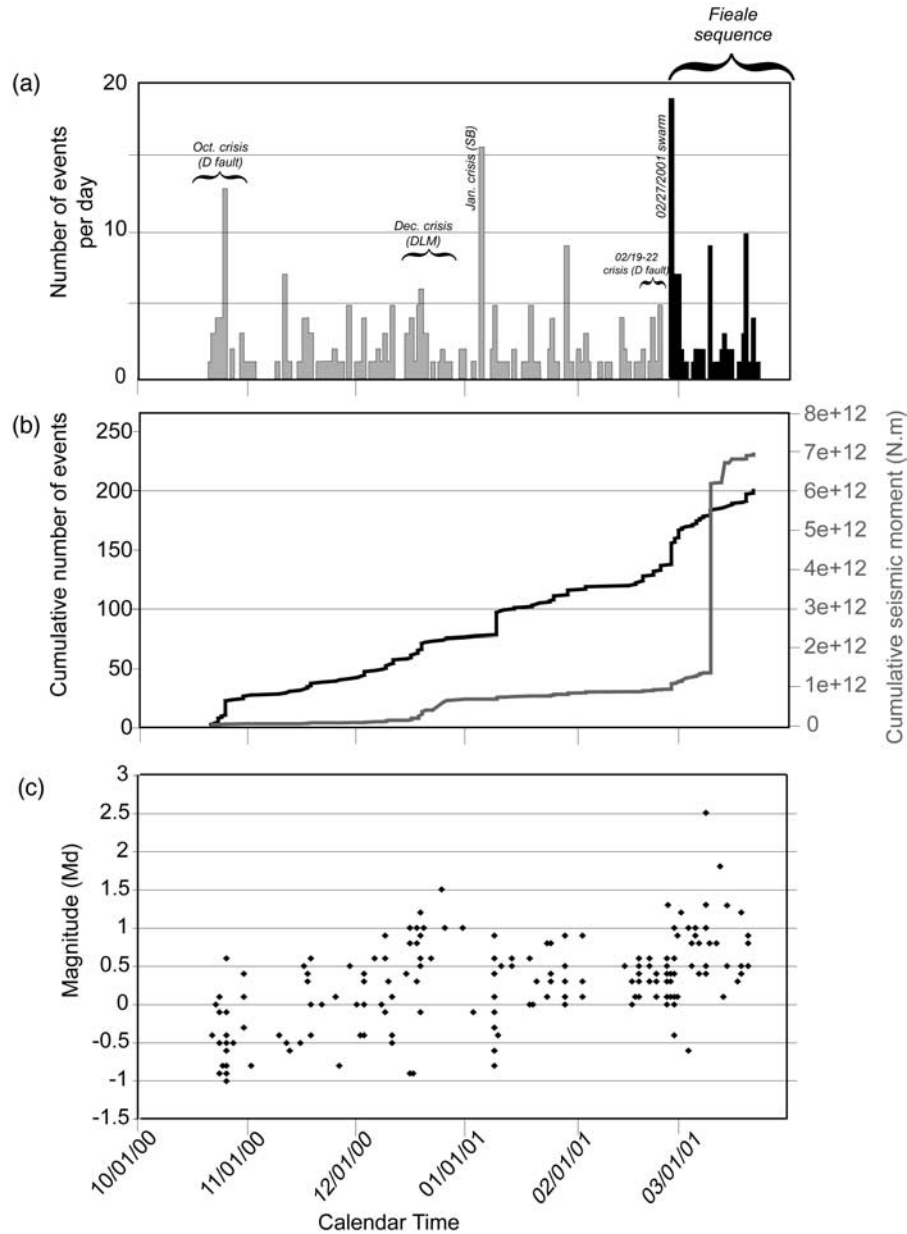 Fieale
sequence
(a)
20
10
0
Number of events
per day
Oct. crisis
(D fault)
Dec. crisis
(DLM)
Jan. crisis (SB)
02/19-22
crisis (D fault)
02/27/2001 swarm
(b)
250
200
150
100
50
0
Cumulative number of events
8e+12
7e+12
6e+12
5e+12
4e+12
3e+12
2e+12
1e+12
0
Cumulative seismic moment (N.m)
(c)
3
2.5
2
1.5
1
0.5
0
-0.5
-1
-1.5
Magnitude (Md)
10/01/00
11/01/00
12/01/00
01/01/01
02/01/01
03/01/01
Calendar Time